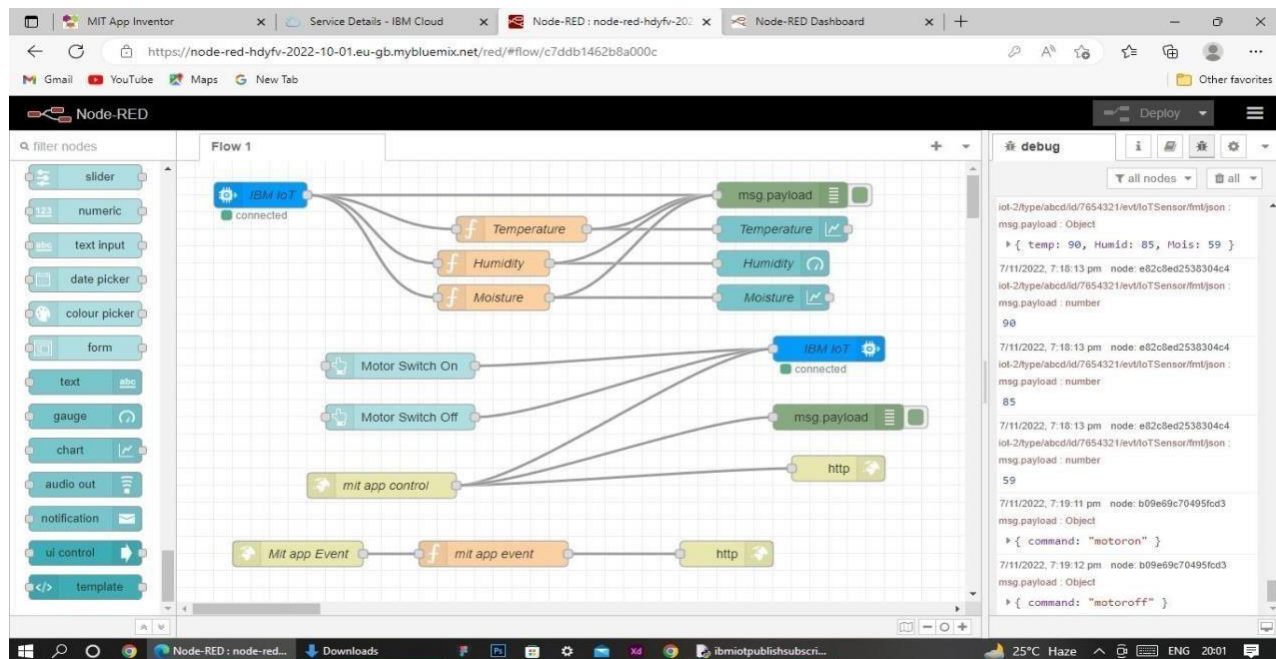 MIT App Inventor
Service Details - IBM Cloud
Node-RED : node-red-hdyfv-202
Node-RED Dashboard
https://node-red-hdyfv-2022-10-01.eu-gb.mybluemix.net/red/#flow/c7ddb1462b8a000c
Gmail YouTube Maps New Tab
Other favorites
Node-RED
Deploy
filter nodes
Flow 1
debug
all nodes
all
slider
numeric
text input
date picker
colour picker
form
text
gauge
chart
audio out
notification
ui control
template
IBM IoT
connected
msg.payload
Temperature
Temperature
Humidity
Humidity
Moisture
Moisture
Motor Switch On
IBM IoT
connected
Motor Switch Off
msg.payload
mit app control
http
Mit app Event
mit app event
http
iot-2/type/abcd/id/7654321/evt/IoTSensor/fmt/json :
msg.payload : Object
{ temp: 90, Humid: 85, Mois: 59 }
7/11/2022, 7:18:13 pm node: e82c8ed2538304c4
iot-2/type/abcd/id/7654321/evt/IoTSensor/fmt/json :
msg.payload : number
90
7/11/2022, 7:18:13 pm node: e82c8ed2538304c4
iot-2/type/abcd/id/7654321/evt/IoTSensor/fmt/json :
msg.payload : number
85
7/11/2022, 7:18:13 pm node: e82c8ed2538304c4
iot-2/type/abcd/id/7654321/evt/IoTSensor/fmt/json :
msg.payload : number
59
7/11/2022, 7:19:11 pm node: b09e69c70495fcd3
msg.payload : Object
{ command: "motoron" }
7/11/2022, 7:19:12 pm node: b09e69c70495fcd3
msg.payload : Object
{ command: "motoroff" }
Node-RED : node-red...
Downloads
ibmiotpublishsubscri...
25°C Haze
ENG
20:01